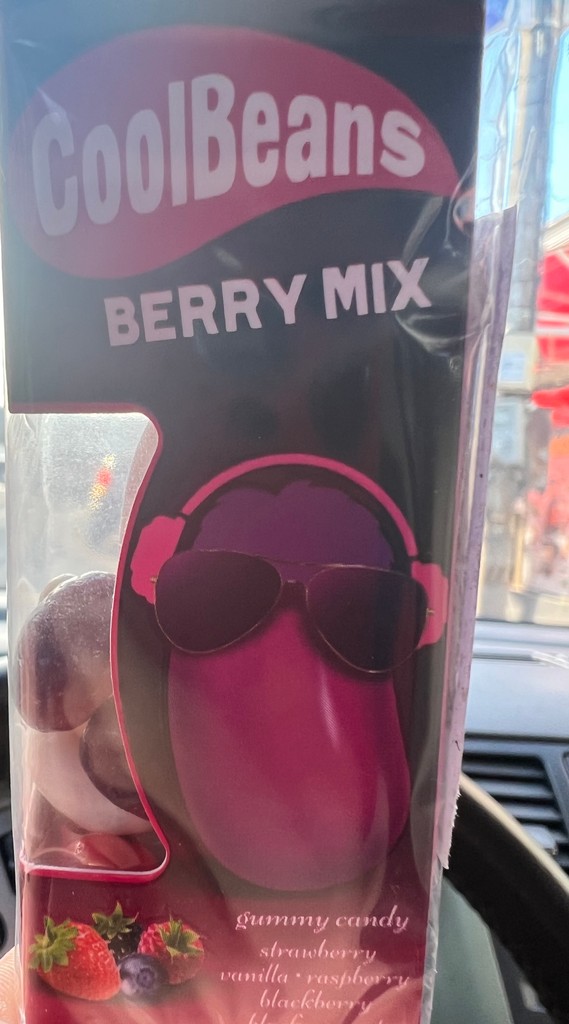 CoolBeans
BERRY MIX
gummy candy
strawberry
vanilla • raspberry
blackberry